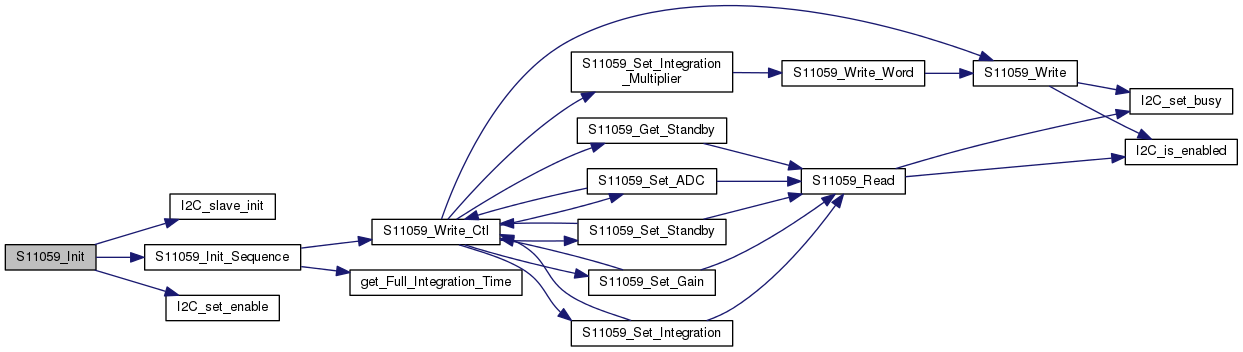 S11059_Init
I2C_slave_init
S11059_Init_Sequence
I2C_set_enable
S11059_Write_Ctl
get_Full_Integration_Time
S11059_Set_Integration
_Multiplier
S11059_Get_Standby
S11059_Set_ADC
S11059_Set_Standby
S11059_Set_Gain
S11059_Set_Integration
S11059_Write_Word
S11059_Read
S11059_Write
I2C_set_busy
I2C_is_enabled